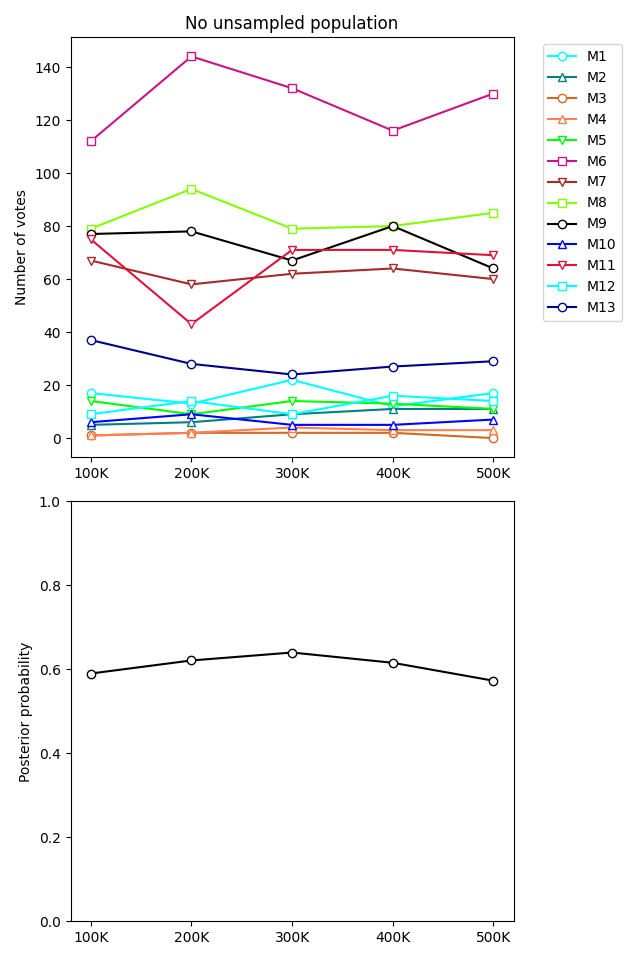 No unsampled population
Number of votes
140
120
100
80
60
40
20
0
100K 200K 300K 400K 500K
M1
M2
M3
M4
M5
M6
M7
M8
M9
M10
M11
M12
M13
Posterior probability
1.0
0.8
0.6
0.4
0.2
0.0
100K 200K 300K 400K 500K